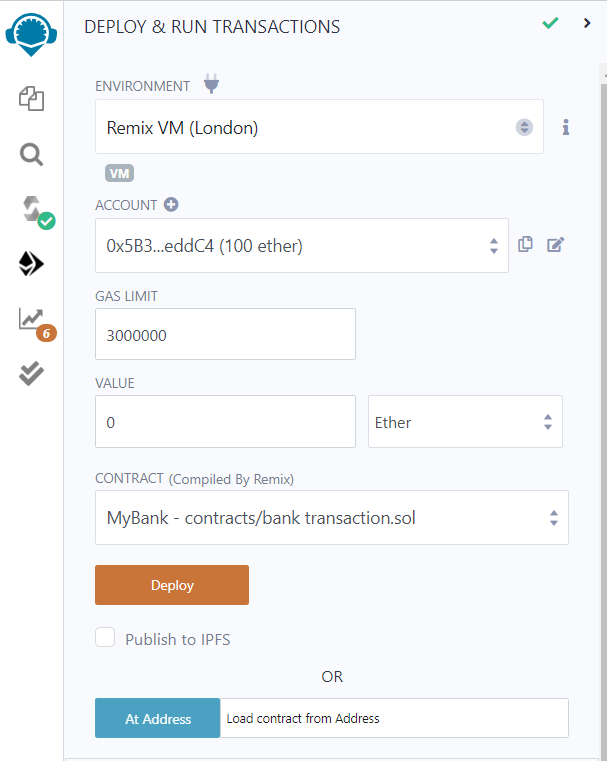 DEPLOY & RUN TRANSACTIONS
ENVIRONMENT
Remix VM (London)
VM
ACCOUNT
0x5B3...eddC4 (100 ether)
GAS LIMIT
3000000
VALUE
0 Ether
CONTRACT (Compiled By Remix)
MyBank - contracts/bank transaction.sol
Deploy
Publish to IPFS
OR
At Address Load contract from Address
6